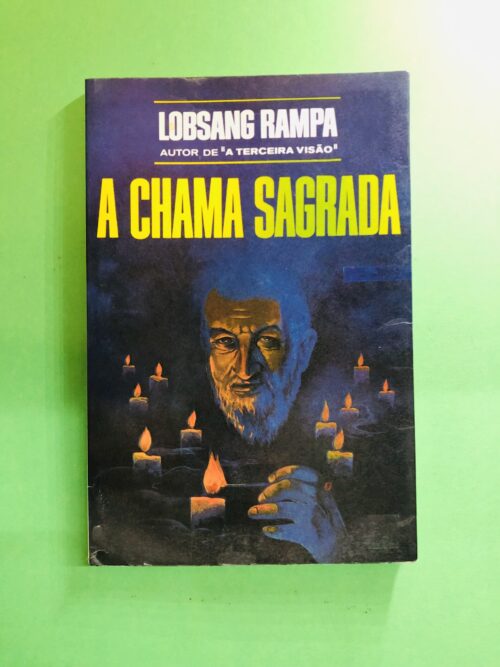 LOBSANG RAMPA
AUTOR DE "A TERCEIRA VISÃO"
A CHAMA SAGRADA